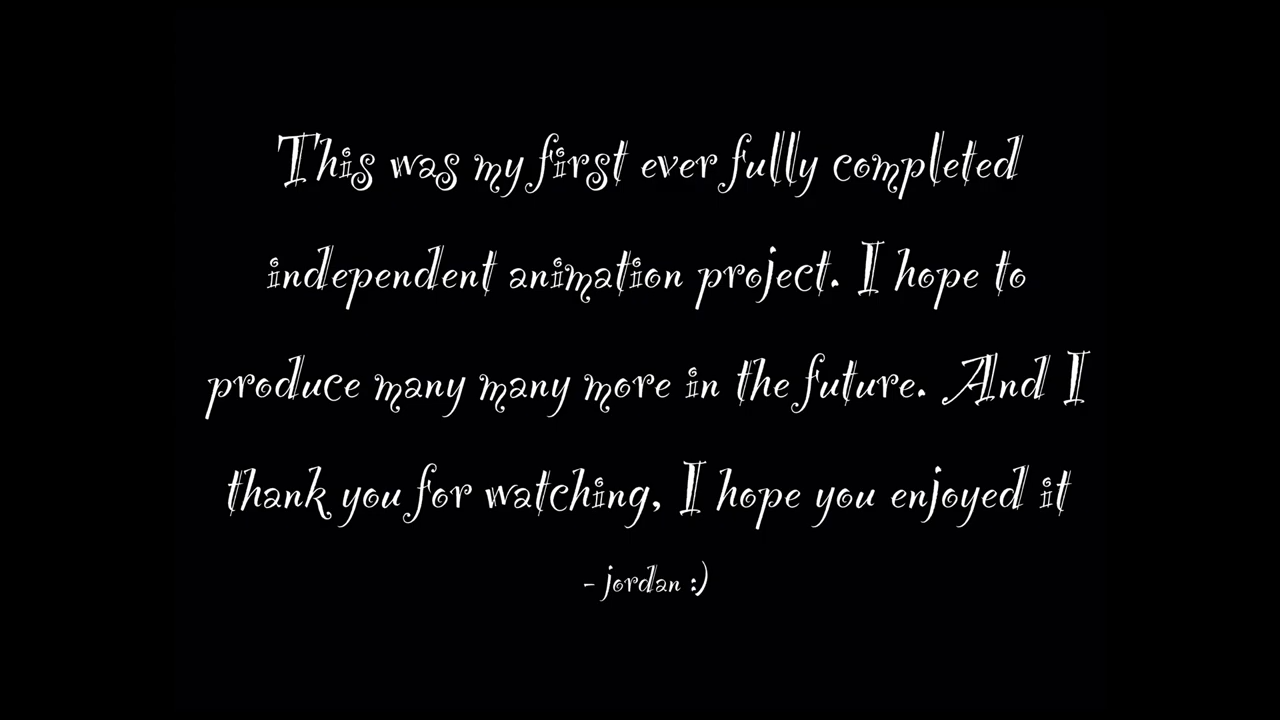 This was my first ever fully completed
independent animation project. I hope to
produce many many more in the future. And I
thank you for watching, I hope you enjoyed it
- jordan :)